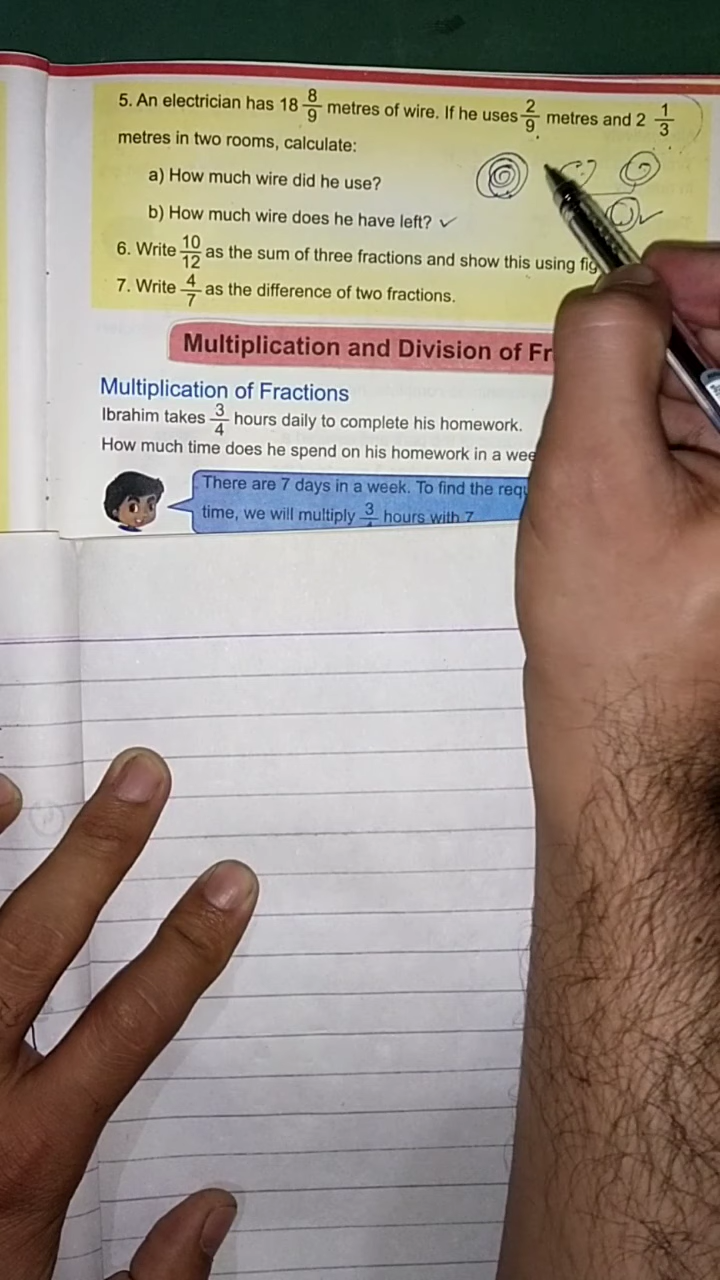 5. An electrician has 18 8/9 metres of wire. If he uses 2/9 metres and 2 1/3
metres in two rooms, calculate:
a) How much wire did he use?
b) How much wire does he have left? ✓
6. Write 10/12 as the sum of three fractions and show this using
7. Write 4/7 as the difference of two fractions.
Multiplication and Division of
Multiplication of Fractions
Ibrahim takes 3/4 hours daily to complete his homework.
How much time does he spend on his homework in a
There are 7 days in a week. To find the
time, we will multiply 3/4 hours with 7